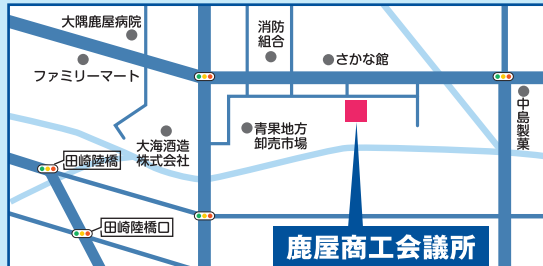 大隅鹿屋病院
ファミリーマート
消防
組合
さかな館
中島製菓
大海酒造
株式会社
青果地方
卸売市場
田崎陸橋
田崎陸橋口
鹿屋商工会議所